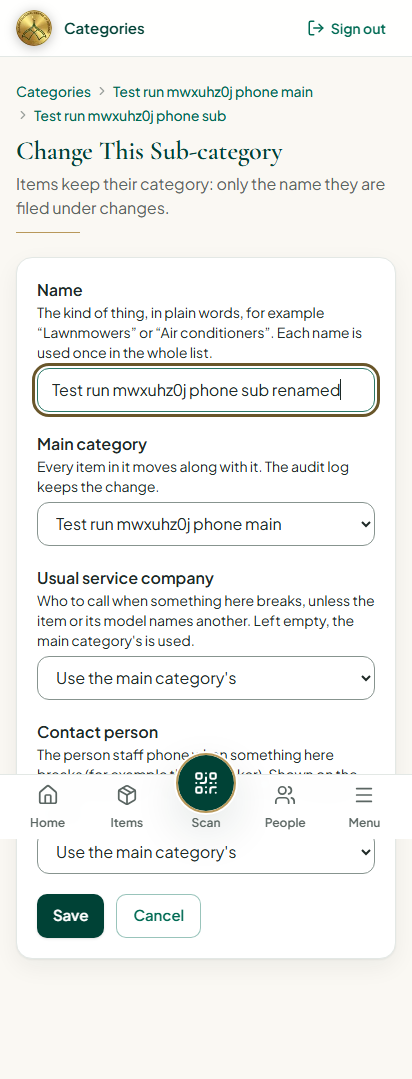 Categories
Sign out
Categories > Test run mwxuhz0j phone main
> Test run mwxuhz0j phone sub
Change This Sub-category
Items keep their category: only the name they are
filed under changes.
Name
The kind of thing, in plain words, for example
“Lawnmowers” or “Air conditioners”. Each name is
used once in the whole list.
Test run mwxuhz0j phone sub renamed
Main category
Every item in it moves along with it. The audit log
keeps the change.
Test run mwxuhz0j phone main
Usual service company
Who to call when something here breaks, unless the
item or its model names another. Left empty, the
main category's is used.
Use the main category's
Contact person
The person staff phone when something here
Home
Items
Scan
People
Menu
Use the main category's
Save
Cancel